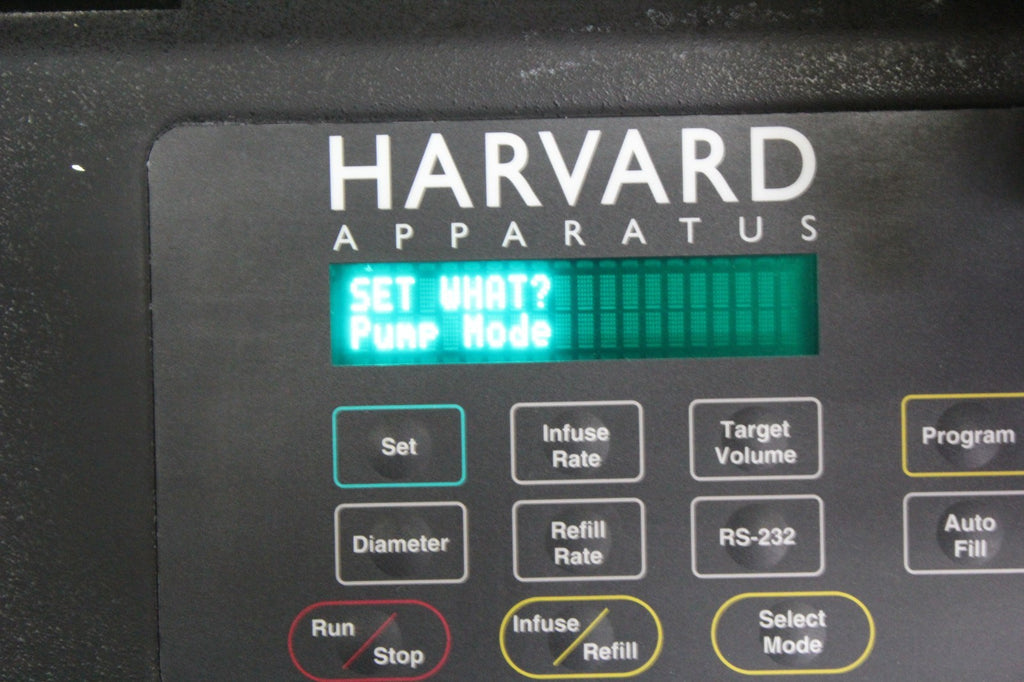 HARVARD
APPARATUS
SET WHAT?
Pump Mode
Set
Infuse
Rate
Target
Volume
Program
Diameter
Refill
Rate
RS-232
Auto
Fill
Run
Stop
Infuse
Refill
Select
Mode